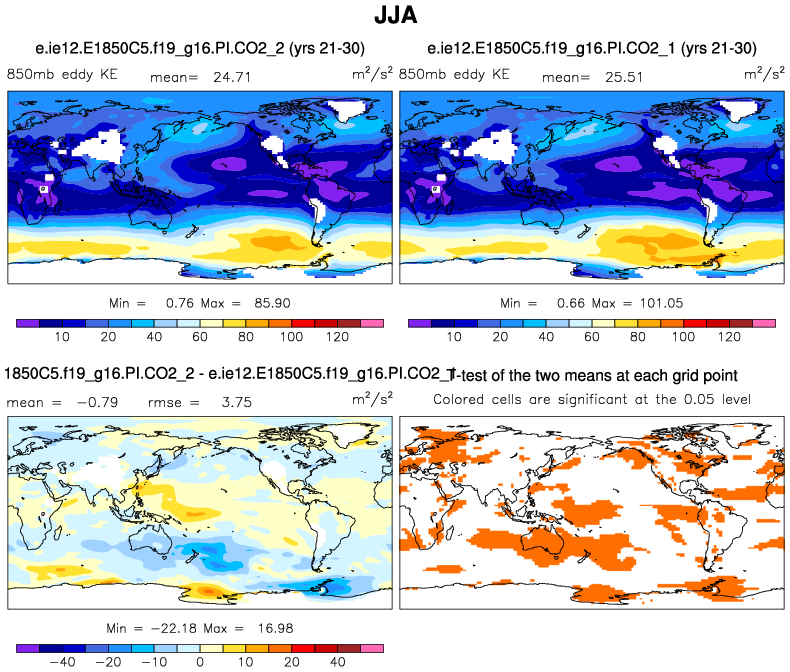 JJA
e.ie12.E1850C5.f19_g16.PI.CO2_2 (yrs 21-30)
e.ie12.E1850C5.f19_g16.PI.CO2_1 (yrs 21-30)
850mb eddy KE mean= 24.71 m²/s²
850mb eddy KE mean= 25.51 m²/s²
Min = 0.76 Max = 85.90
Min = 0.66 Max = 101.05
10 20 40 60 80 100 120
10 20 40 60 80 100 120
1850C5.f19_g16.PI.CO2_2 - e.ie12.E1850C5.f19_g16.PI.CO2_1
T-test of the two means at each grid point
mean = -0.79 rmse = 3.75 m²/s²
Colored cells are significant at the 0.05 level
Min = -22.18 Max = 16.98
-40 -20 -10 0 10 20 40